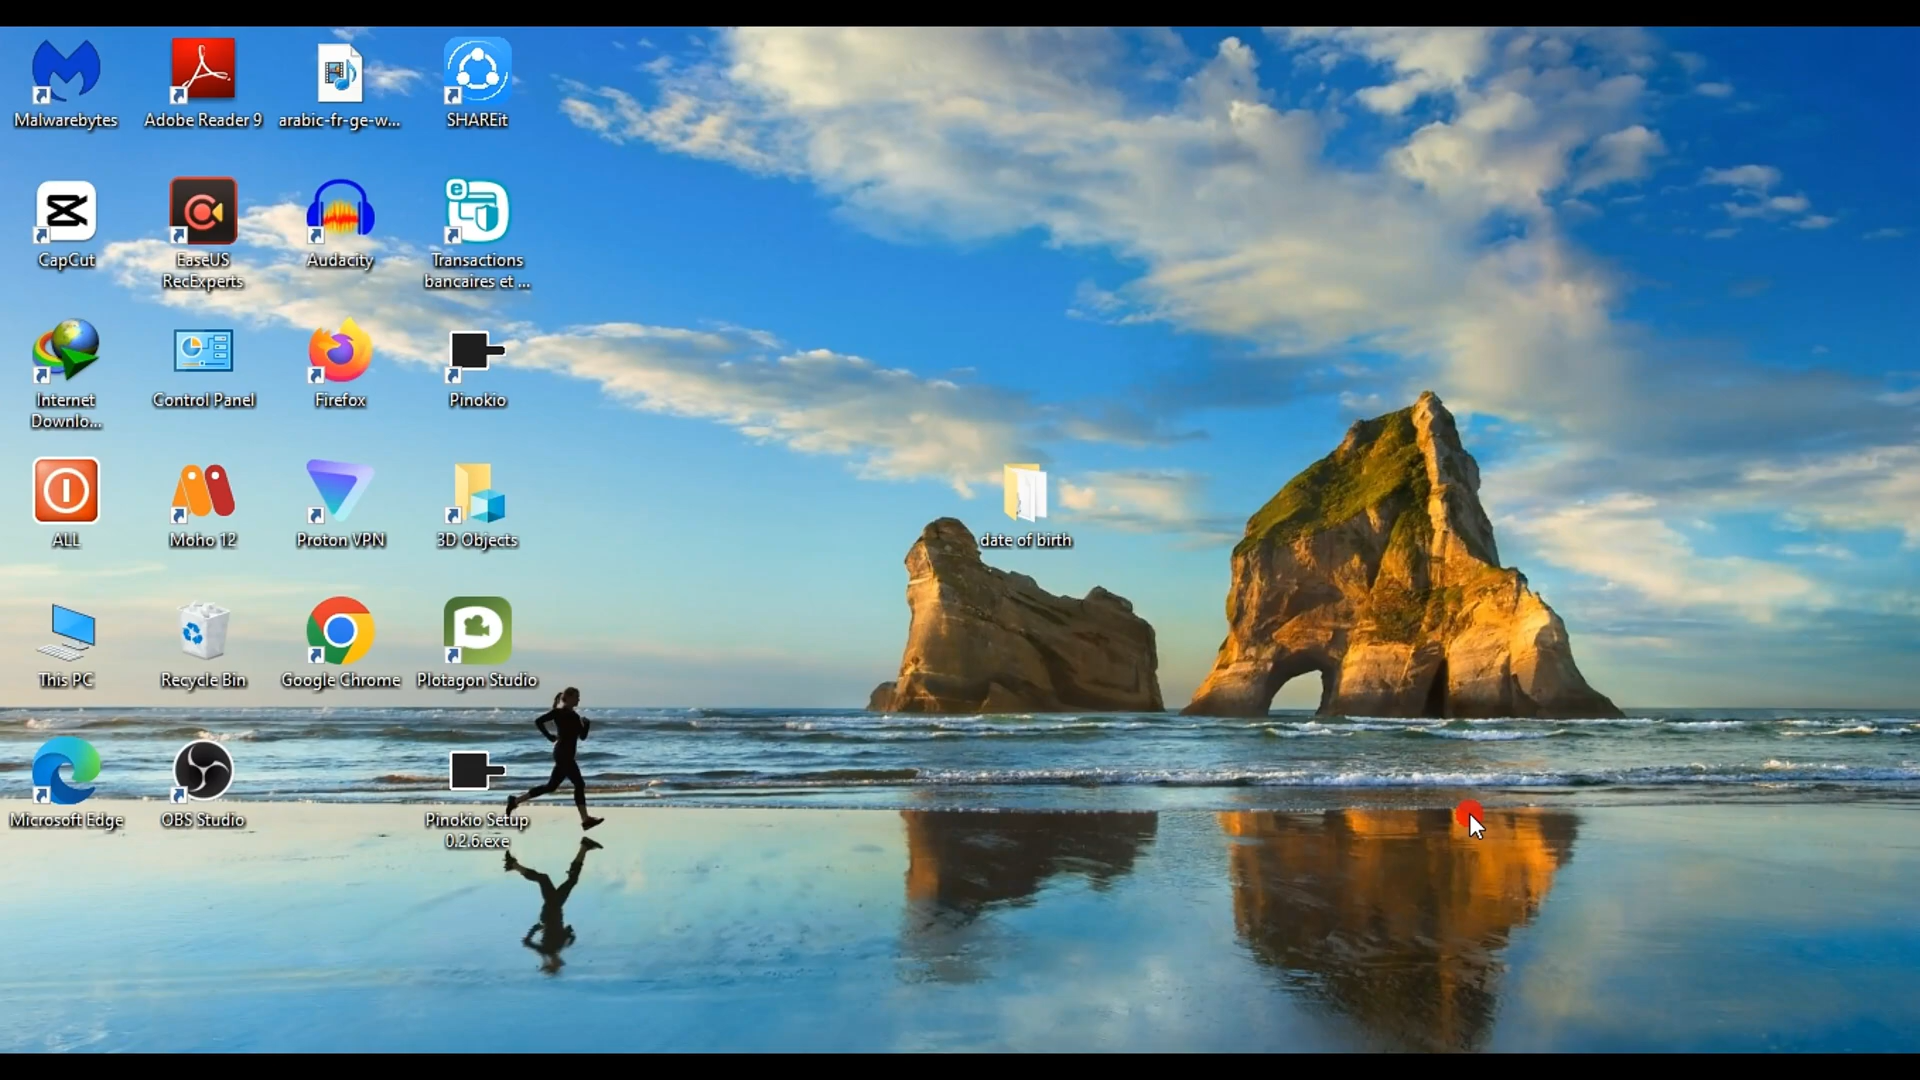 Malwarebytes
Adobe Reader 9
arabic-fr-ge-w...
SHAREit
CapCut
EaseUS
RecExperts
Audacity
Transactions
bancaires et ...
Internet
Downlo...
Control Panel
Firefox
Pinokio
ALL
Moho 12
Proton VPN
3D Objects
date of birth
This PC
Recycle Bin
Google Chrome
Plotagon Studio
Microsoft Edge
OBS Studio
Pinokio Setup
0.2.6.exe